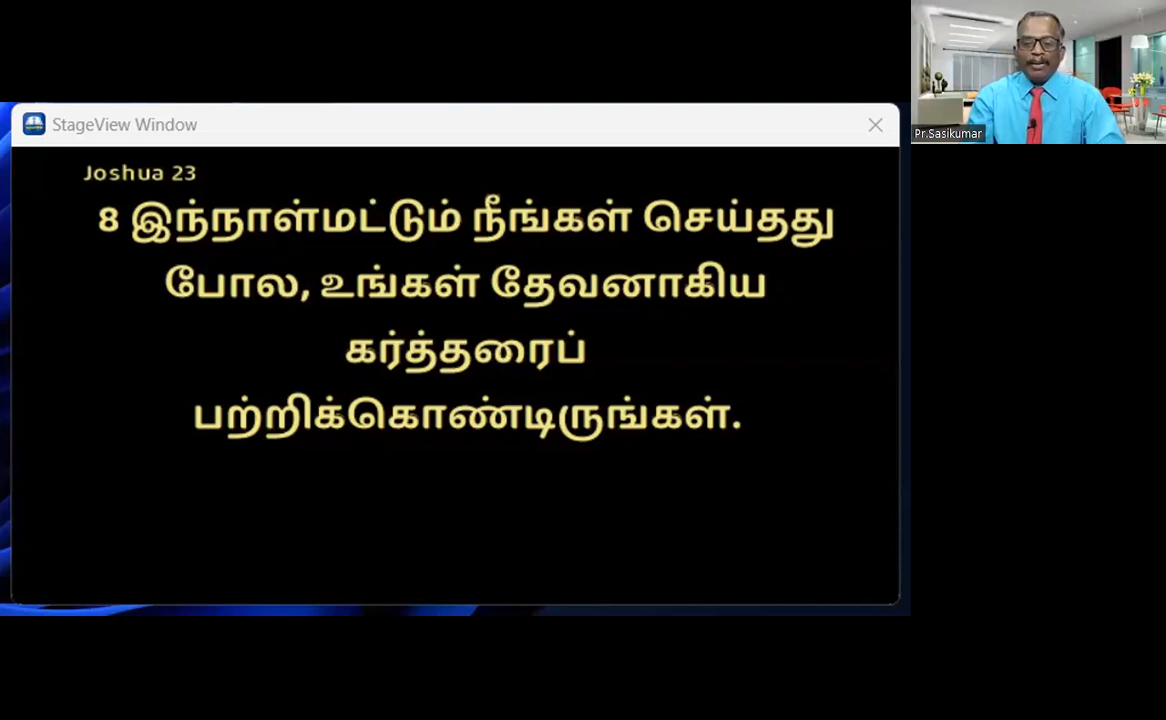 StageView Window
Joshua 23
8 இந்நாள்மட்டும் நீங்கள் செய்தது
போல, உங்கள் தேவனாகிய
கர்த்தரைப்
பற்றிக்கொண்டிருங்கள்.
Pr.Sasikumar